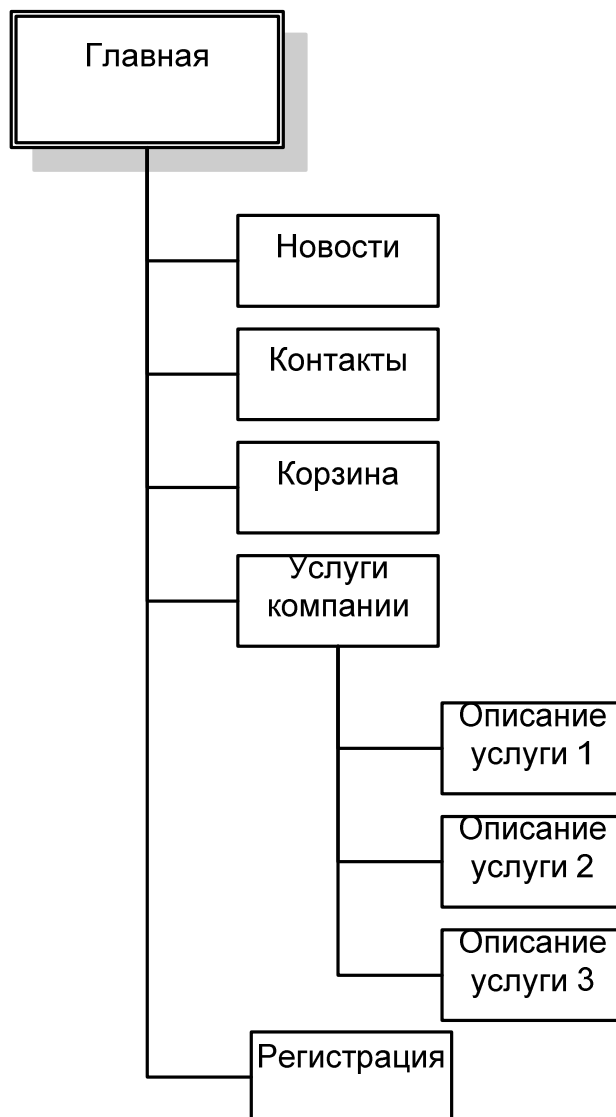 Главная
Новости
Контакты
Корзина
Услуги
компании
Описание
услуги 1
Описание
услуги 2
Описание
услуги 3
Регистрация